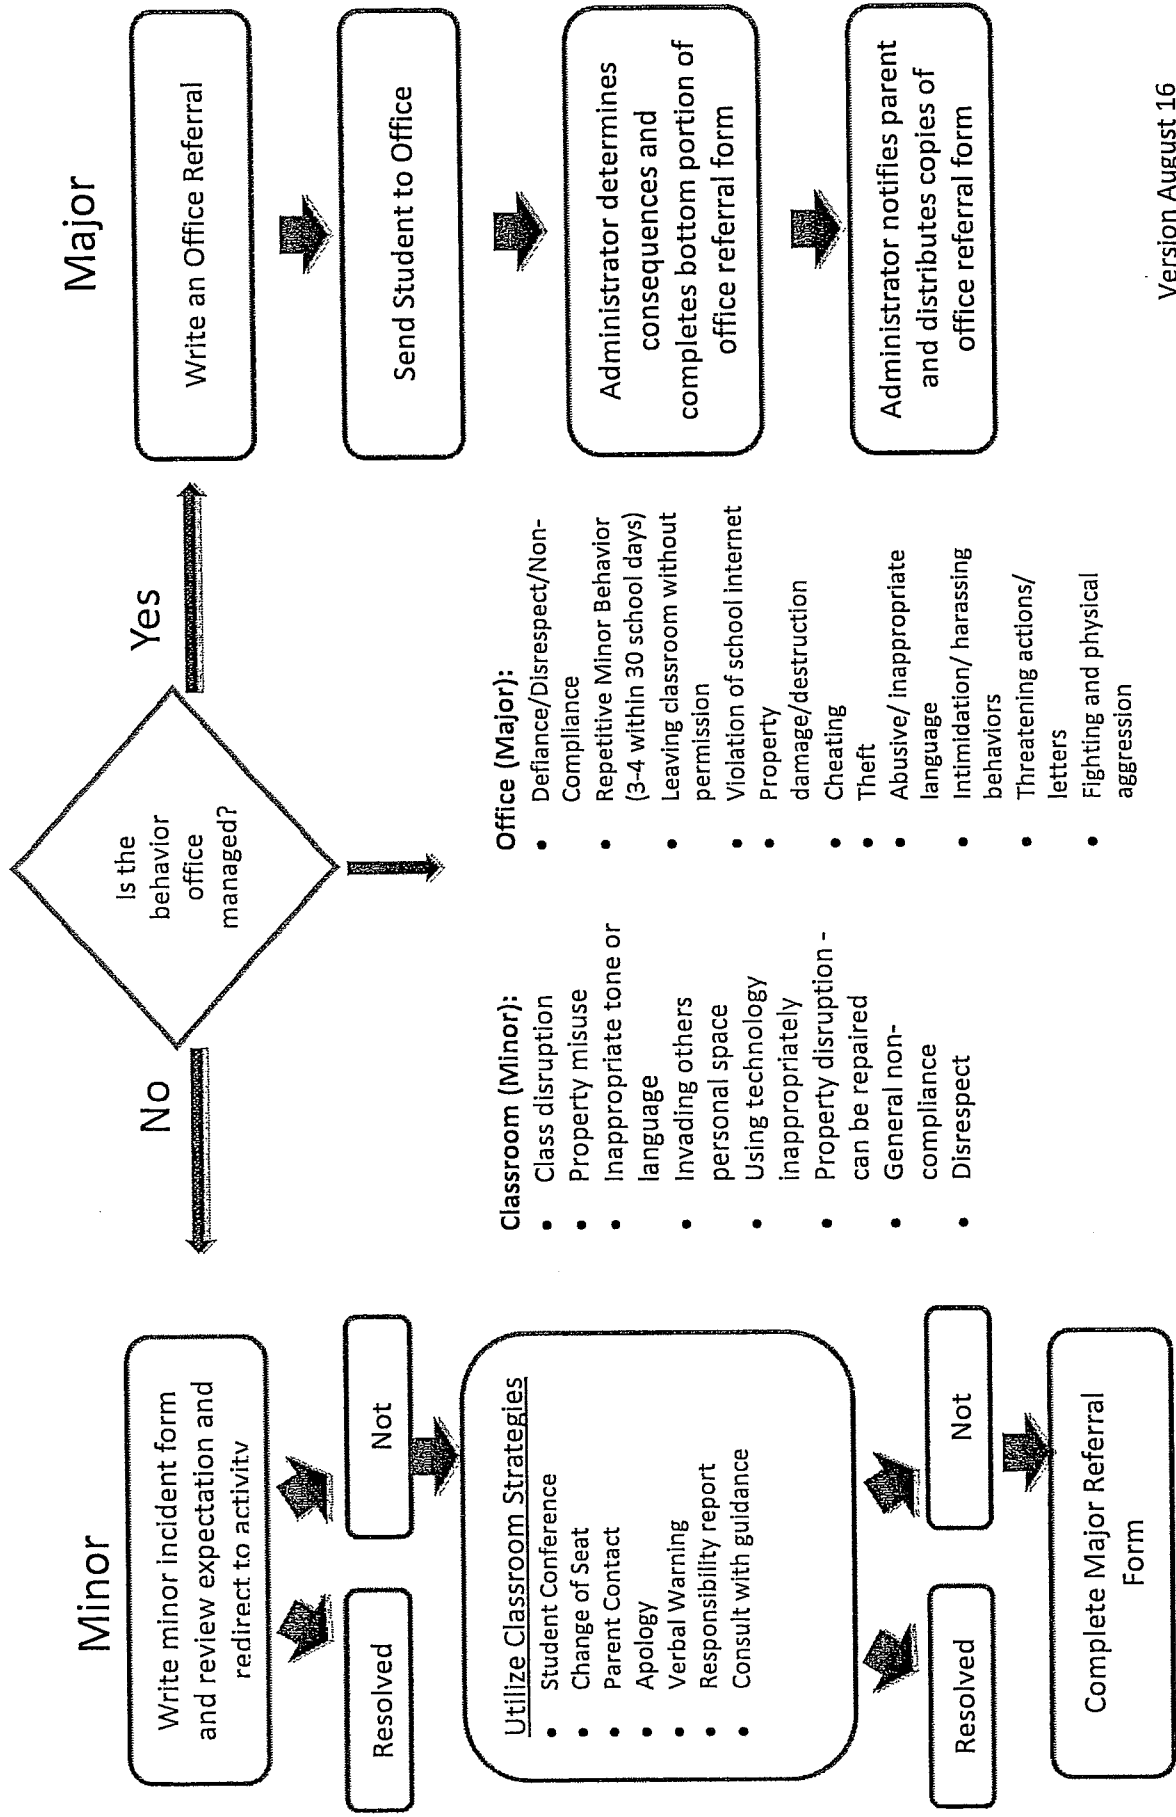 Minor
Write minor incident form
and review expectation and
redirect to activity
Resolved
Not
Utilize Classroom Strategies
• Student Conference
• Change of Seat
• Parent Contact
• Apology
• Verbal Warning
• Responsibility report
• Consult with guidance
Resolved
Not
Complete Major Referral
Form
No
Is the
behavior
office
managed?
Yes
Classroom (Minor):
• Class disruption
• Property misuse
• Inappropriate tone or
language
• Invading others
personal space
• Using technology
inappropriately
• Property disruption -
can be repaired
• General non-
compliance
• Disrespect
Office (Major):
• Defiance/Disrespect/Non-
Compliance
• Repetitive Minor Behavior
(3-4 within 30 school days)
• Leaving classroom without
permission
• Violation of school internet
• Property
damage/destruction
• Cheating
• Theft
• Abusive/ inappropriate
language
• Intimidation/ harassing
behaviors
• Threatening actions/
letters
• Fighting and physical
aggression
Major
Write an Office Referral
Send Student to Office
Administrator determines
consequences and
completes bottom portion of
office referral form
Administrator notifies parent
and distributes copies of
office referral form
Version August 16